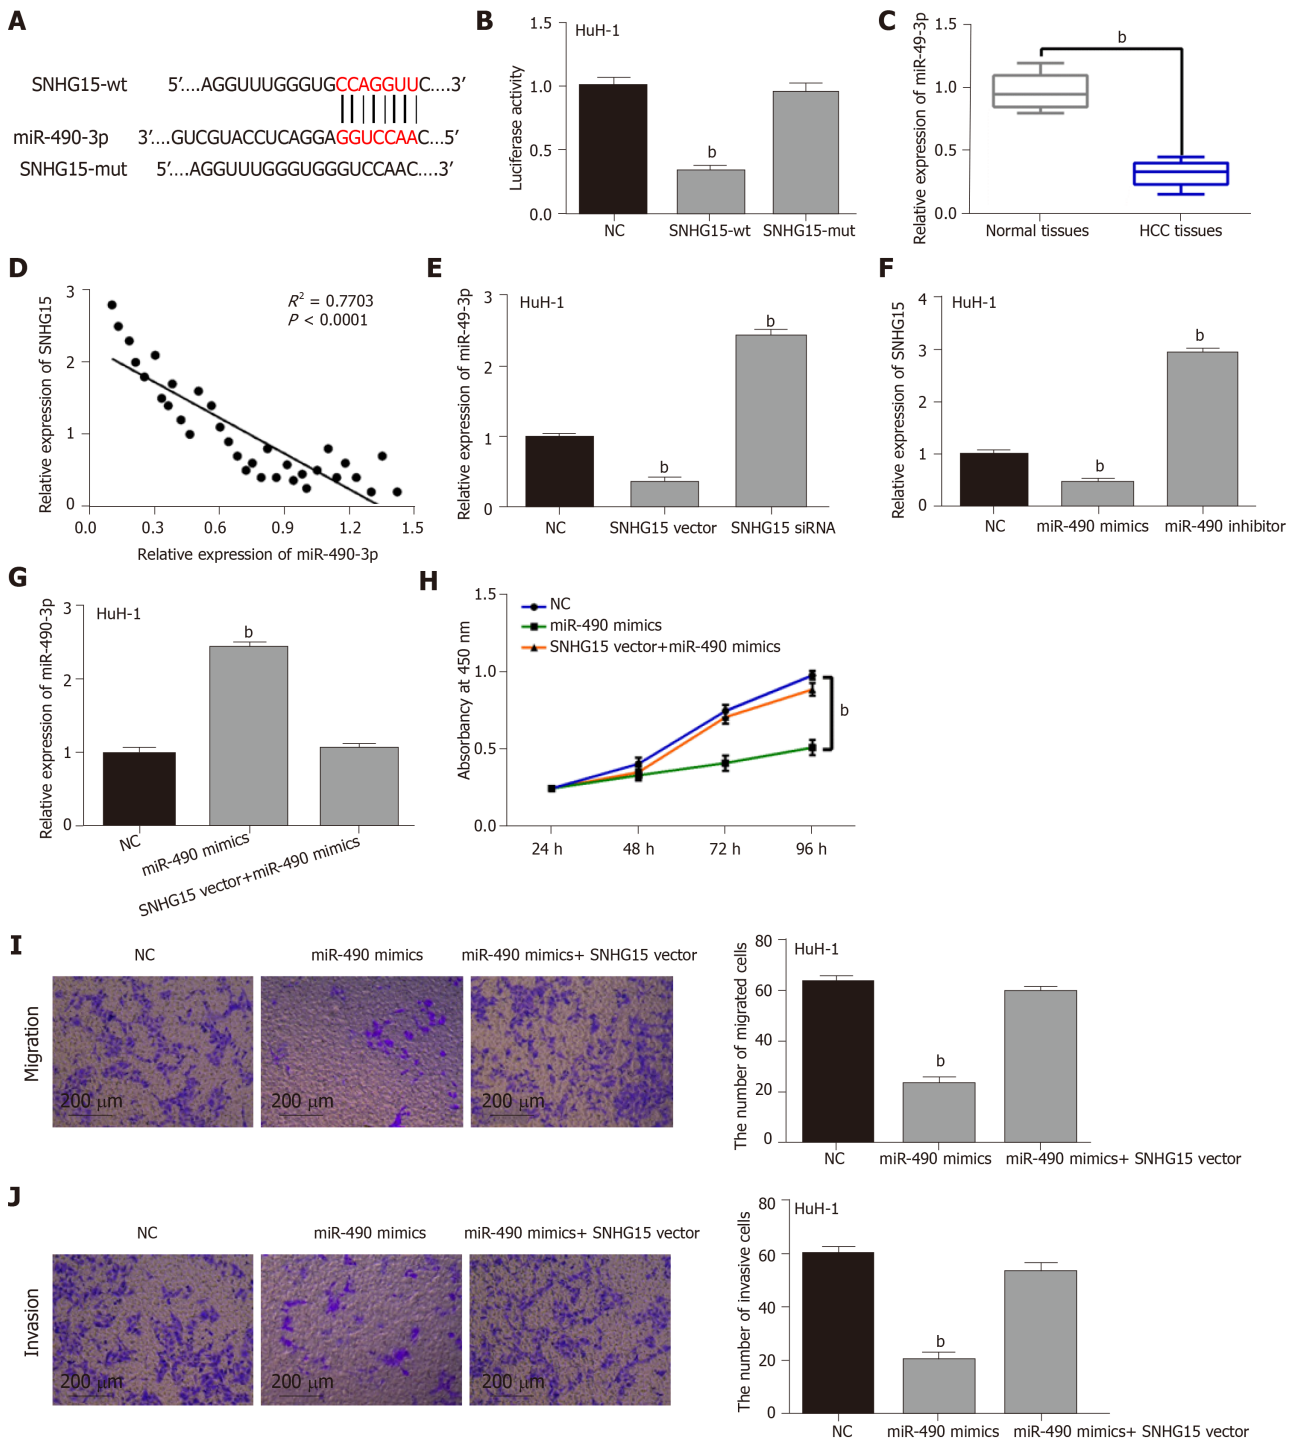 A
SNHG15-wt 5′....AGGUUUGGGUGCCAGGUUC....3′
miR-490-3p 3′....GUCGUACCUCAGGAGGUCCAAC...5′
SNHG15-mut 5′....AGGUUUGGGUGGGUCCAAC....3′
B
HuH-1
Luciferase activity
1.5
1.0
0.5
0.0
NC SNHG15-wt SNHG15-mut
b
C
Relative expression of miR-49-3p
1.5
1.0
0.5
0.0
b
Normal tissues HCC tissues
D
Relative expression of SNHG15
3
2
1
0
R² = 0.7703
P < 0.0001
0.0 0.3 0.6 0.9 1.2 1.5
Relative expression of miR-490-3p
E
HuH-1
Relative expression of miR-49-3p
3
2
1
0
b
b
NC SNHG15 vector SNHG15 siRNA
F
HuH-1
Relative expression of SNHG15
4
3
2
1
0
b
b
NC miR-490 mimics miR-490 inhibitor
G
HuH-1
Relative expression of miR-490-3p
3
2
1
0
b
NC
miR-490 mimics
SNHG15 vector+miR-490 mimics
H
Absorbancy at 450 nm
1.5
1.0
0.5
0.0
NC
miR-490 mimics
SNHG15 vector+miR-490 mimics
b
24 h 48 h 72 h 96 h
I
NC miR-490 mimics miR-490 mimics+ SNHG15 vector
Migration
200 μm 200 μm 200 μm
HuH-1
The number of migrated cells
80
60
40
20
0
b
NC miR-490 mimics miR-490 mimics+ SNHG15 vector
J
NC miR-490 mimics miR-490 mimics+ SNHG15 vector
Invasion
200 μm 200 μm 200 μm
HuH-1
The number of invasive cells
80
60
40
20
0
b
NC miR-490 mimics miR-490 mimics+ SNHG15 vector